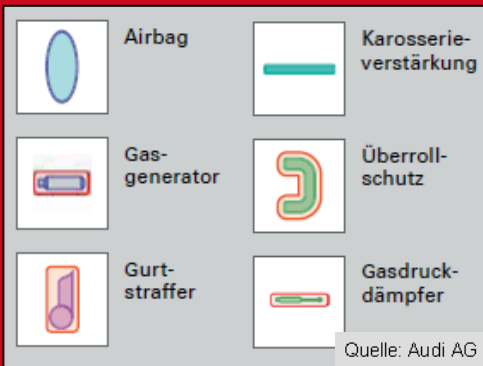 Airbag
Karosserie-
verstärkung
Gas-
generator
Überroll-
schutz
Gurt-
straffer
Gasdruck-
dämpfer
Quelle: Audi AG